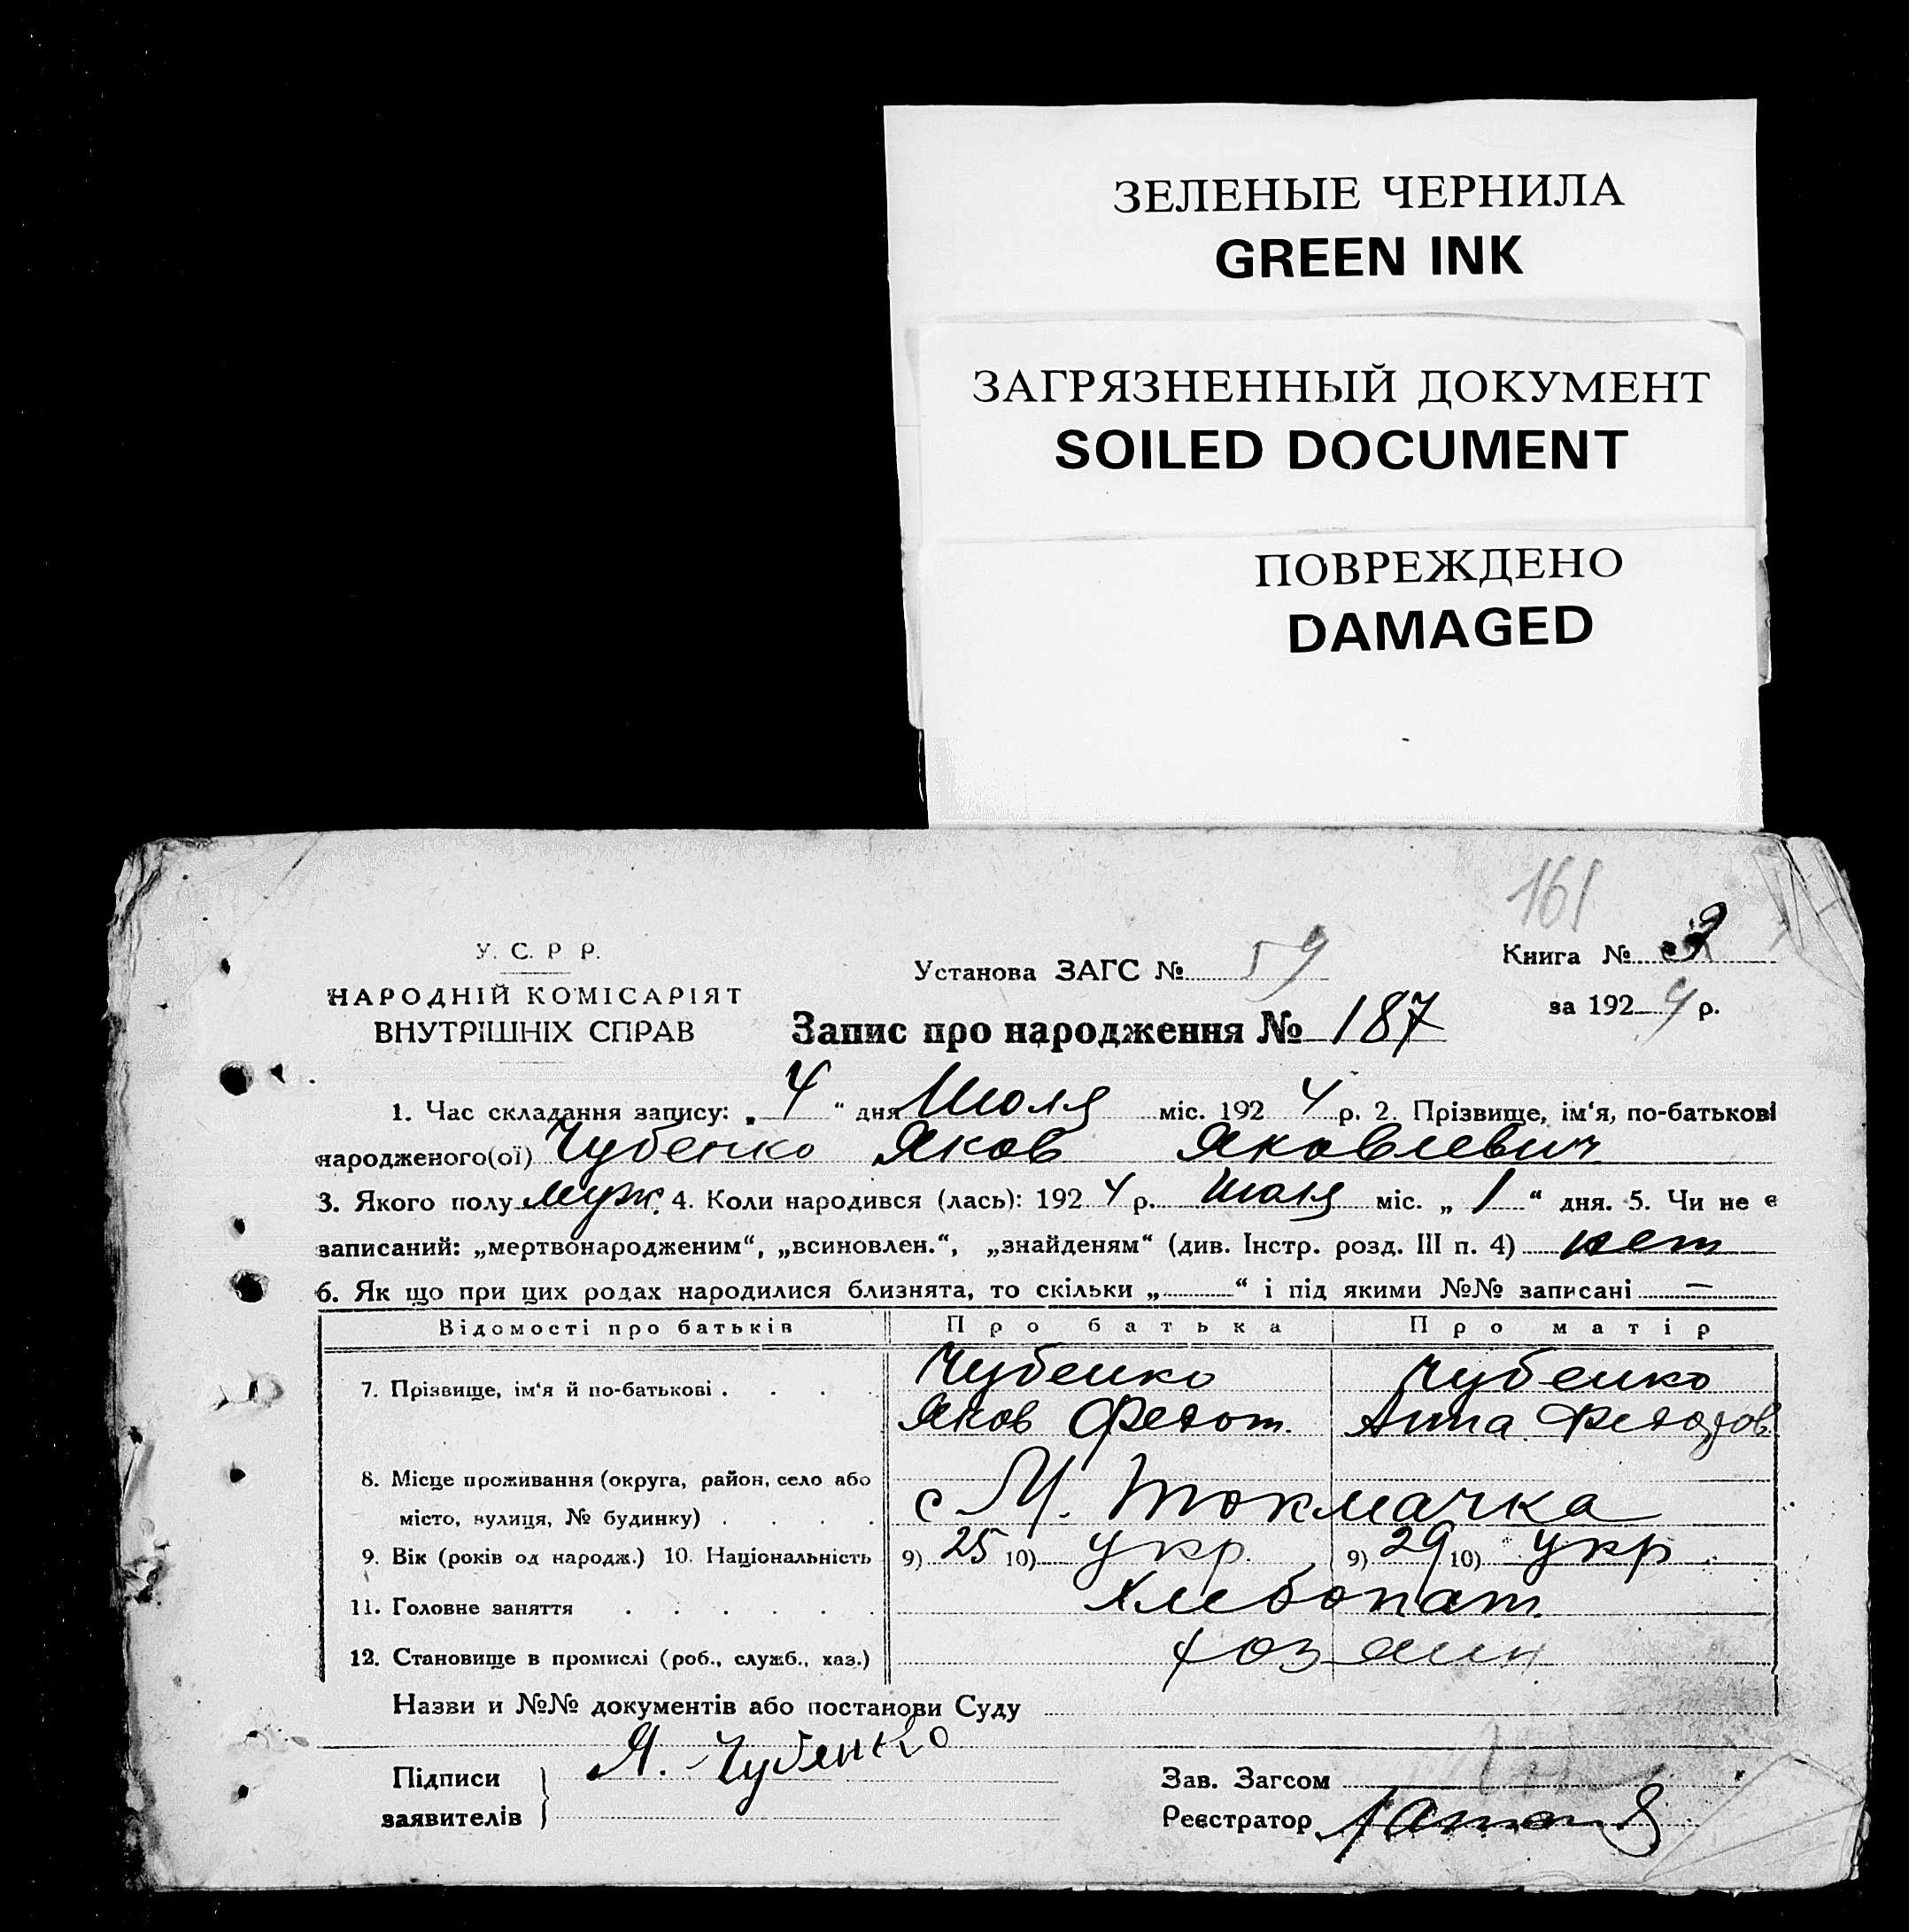 ЗЕЛЕНЫЕ ЧЕРНИЛА
GREEN INK
ЗАГРЯЗНЕННЫЙ ДОКУМЕНТ
SOILED DOCUMENT
ПОВРЕЖДЕНО
DAMAGED
161
У. С. Р Р.
НАРОДНІЙ КОМІСАРІЯТ
ВНУТРІШНІХ СПРАВ
Установа ЗАГС № 59
Книга №
за 1924 р.
Запис про народження № 187
1. Час складання запису: „ 4 “ дня Июля міс. 1924 р. 2. Прізвище, ім‘я, по-батькові
народженого(ої) Чубенко Яков Яковлевич
3. Якого полу муж. 4. Коли народився (лась): 1924 р. Июля міс. „ 1 “ дня. 5. Чи не є
записаний: „мертвонародженим“, „всиновлен.“, „знайденям“ (див. Інстр. розд. III п. 4) нет
6. Як що при цих родах народилися близнята, то скільки „ “ і під якими №№ записані —
Відомості про батьків Про батька Про матір
7. Прізвище, ім‘я й по-батькові . . . . Чубенко Чубенко
Яков Федот. Анна
8. Місце проживання (округа, район, село або
місто, вулиця, № будинку) . . . . с М. Токмачка
9. Вік (років од народж.) 10. Національність 9) 25 10) укр. 9) 29 10) укр
11. Головне заняття . . . . . . Хлебопаш.
12. Становище в промислі (роб., служб., хаз.) хозяин
Назви и №№ документів або постанови Суду
Підписи Я. Чубенко
заявителів
Зав. Загсом
Реєстратор